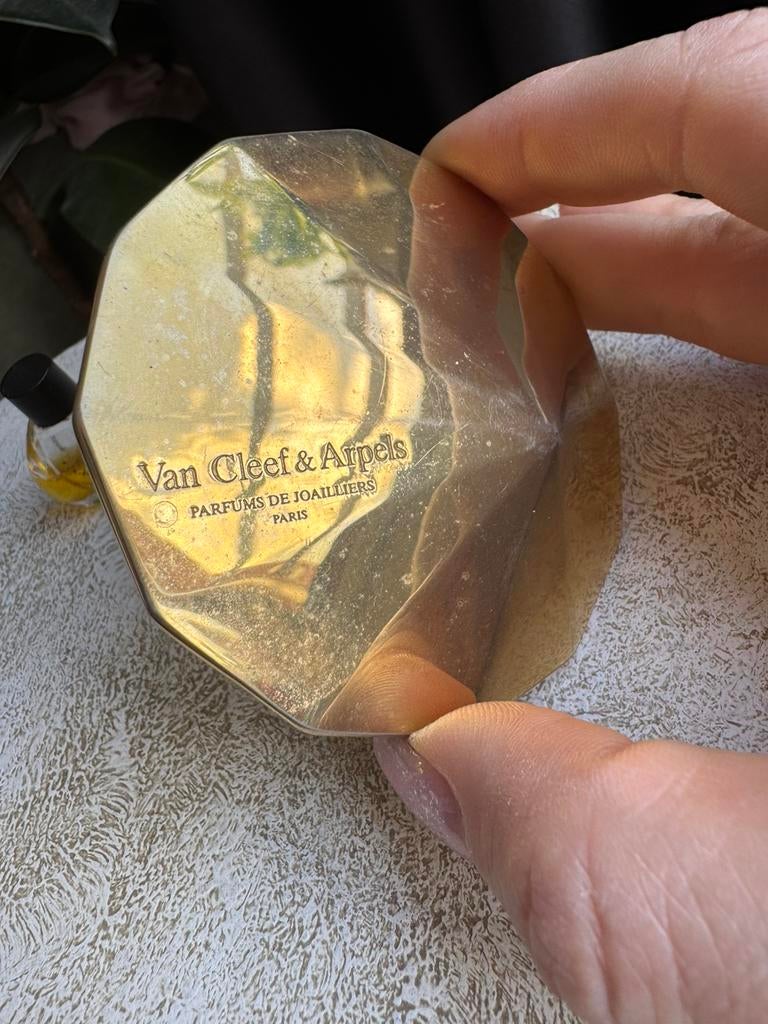 Van Cleef & Arpels
PARFUMS DE JOAILLIERS
PARIS